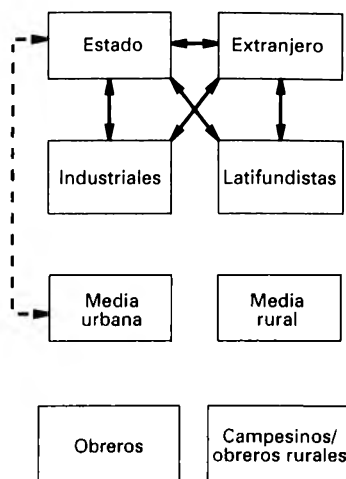 Estado
Extranjero
Industriales
Latifundistas
Media
urbana
Media
rural
Obreros
Campesinos/
obreros rurales